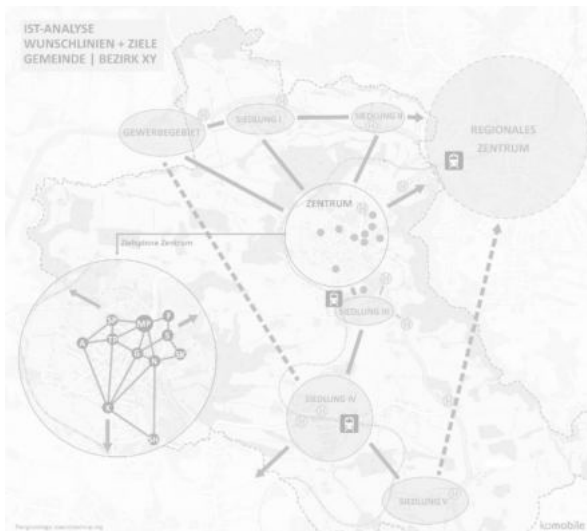 IST-ANALYSE
WUNSCHLINIEN + ZIELE
GEMEINDE | BEZIRK XY
SIEDLUNG I
SIEDLUNG II
GEWERBEGEBIET
REGIONALES
ZENTRUM
ZENTRUM
Zielspinne Zentrum
SIEDLUNG III
SIEDLUNG IV
SIEDLUNG V
komobile